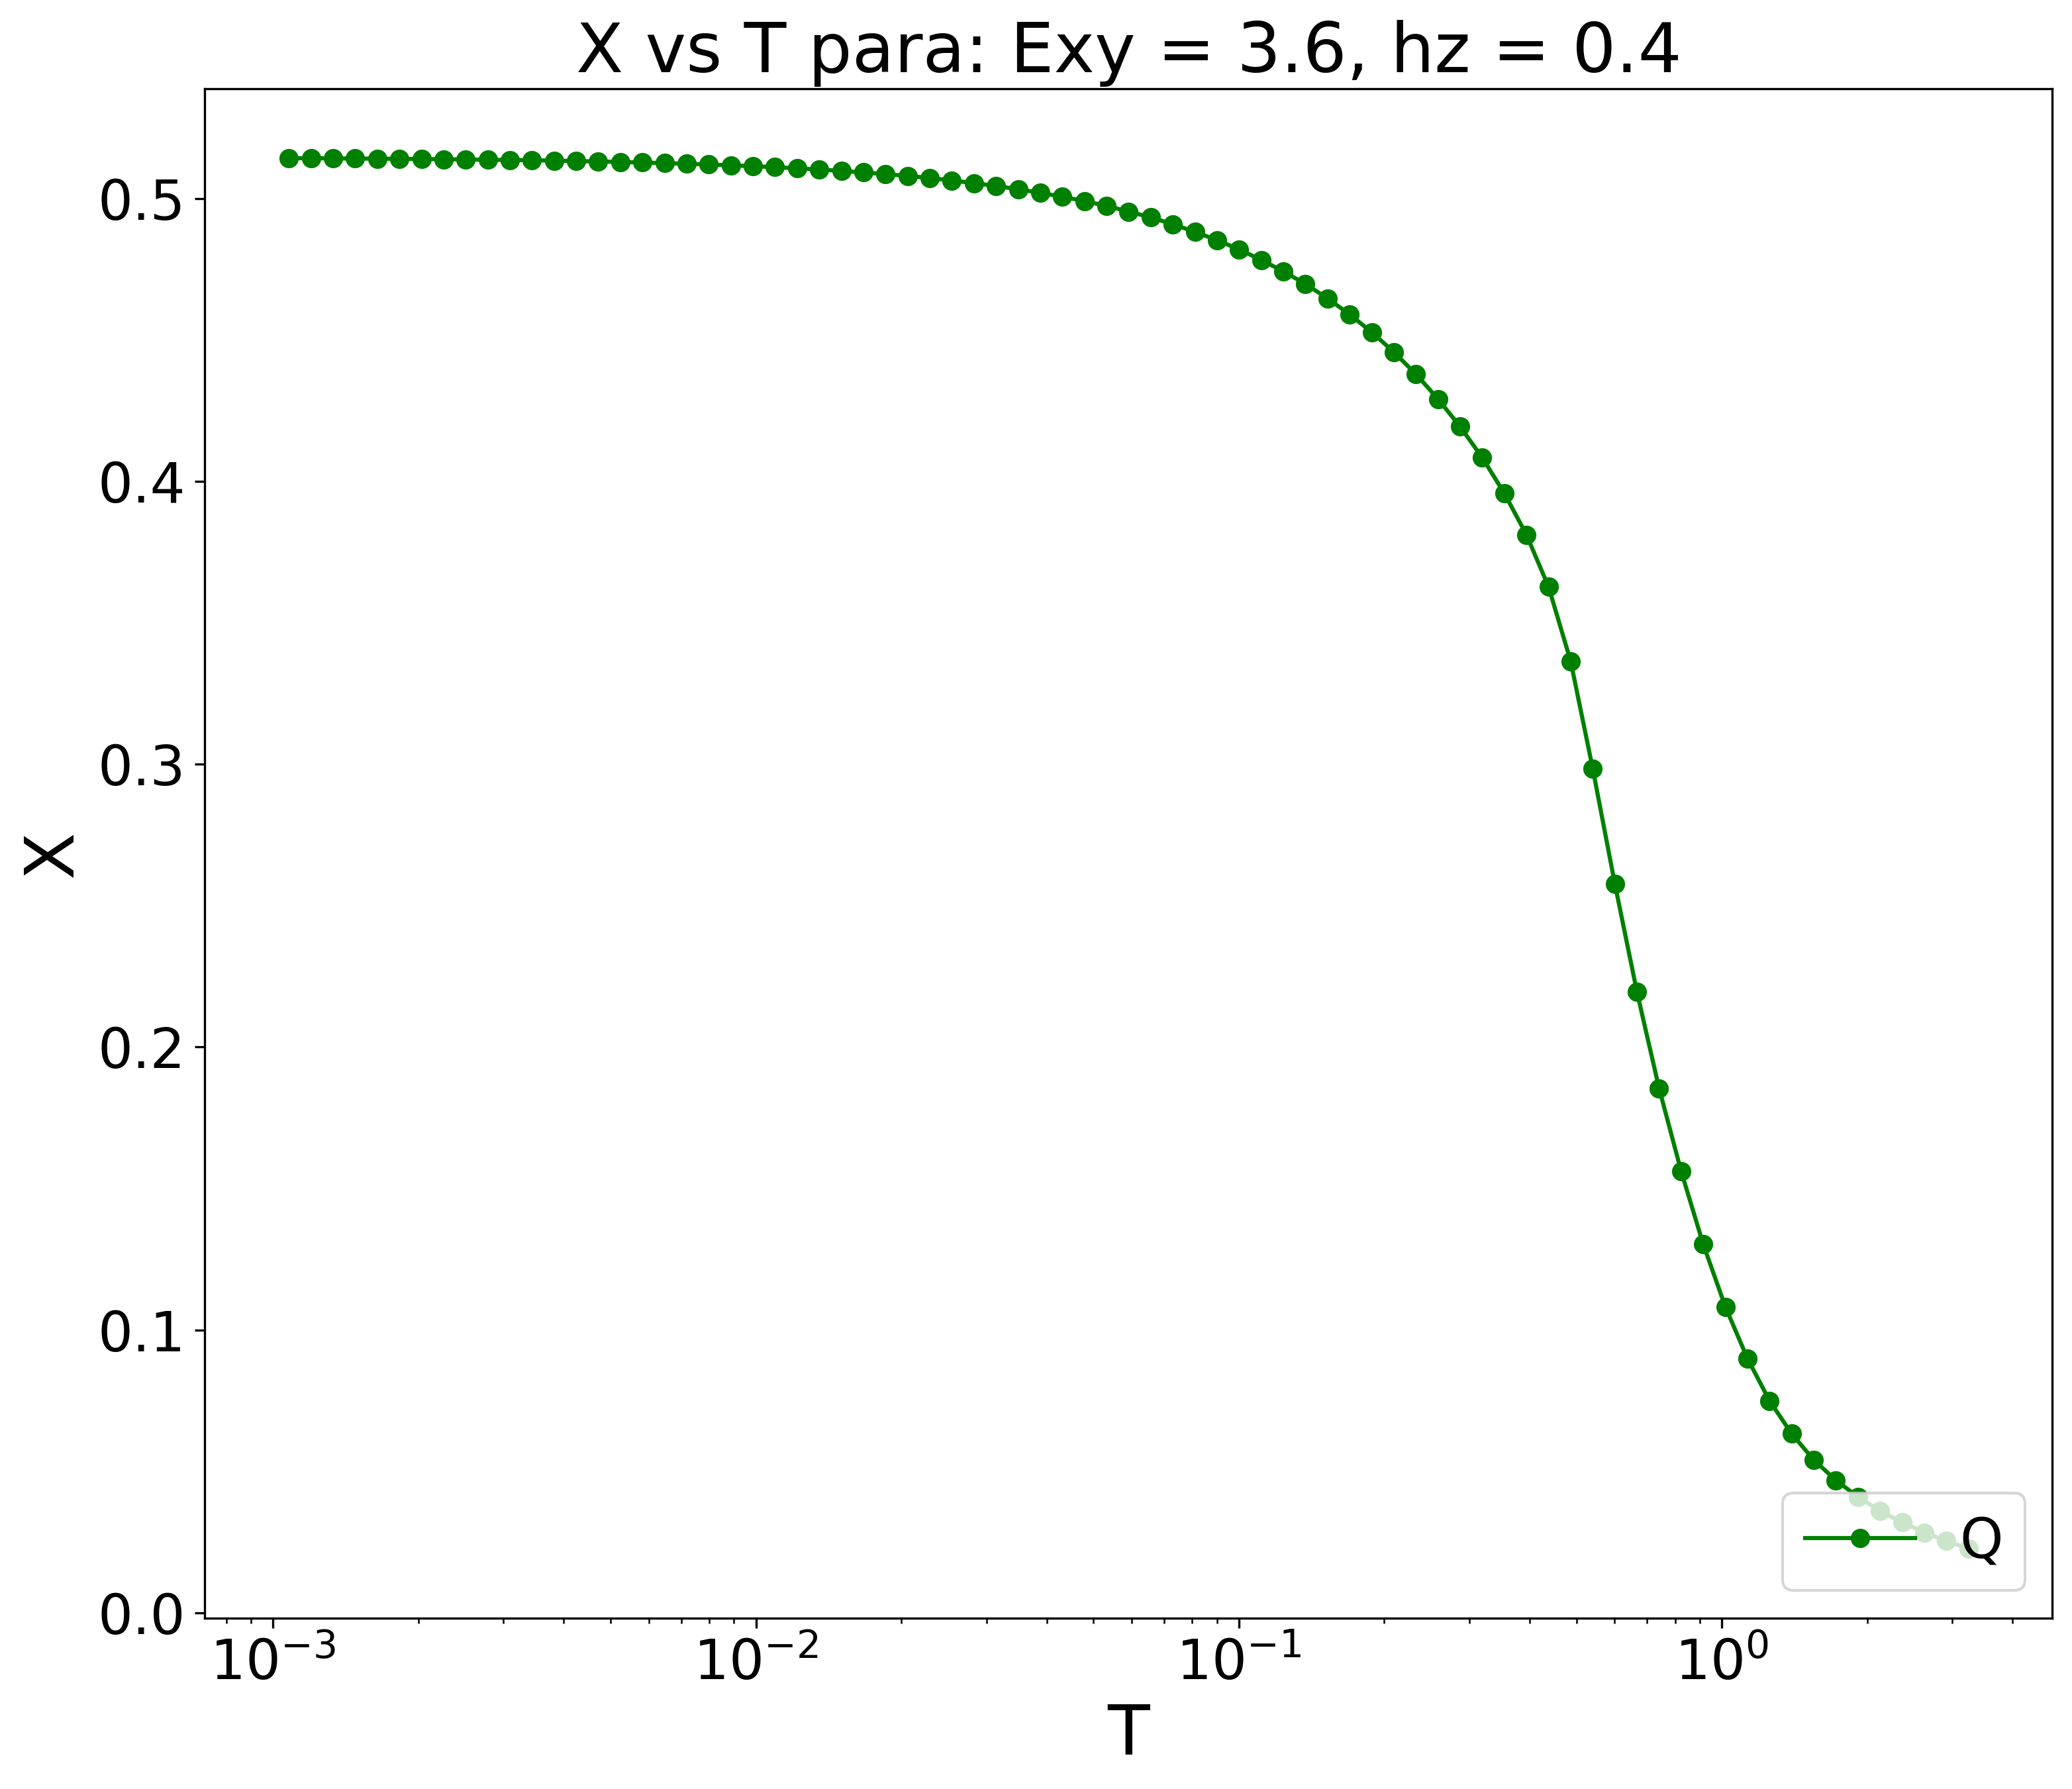 X vs T para: Exy = 3.6, hz = 0.4
X
0.5
0.4
0.3
0.2
0.1
0.0
10⁻³ 10⁻² 10⁻¹ 10⁰
T
Q